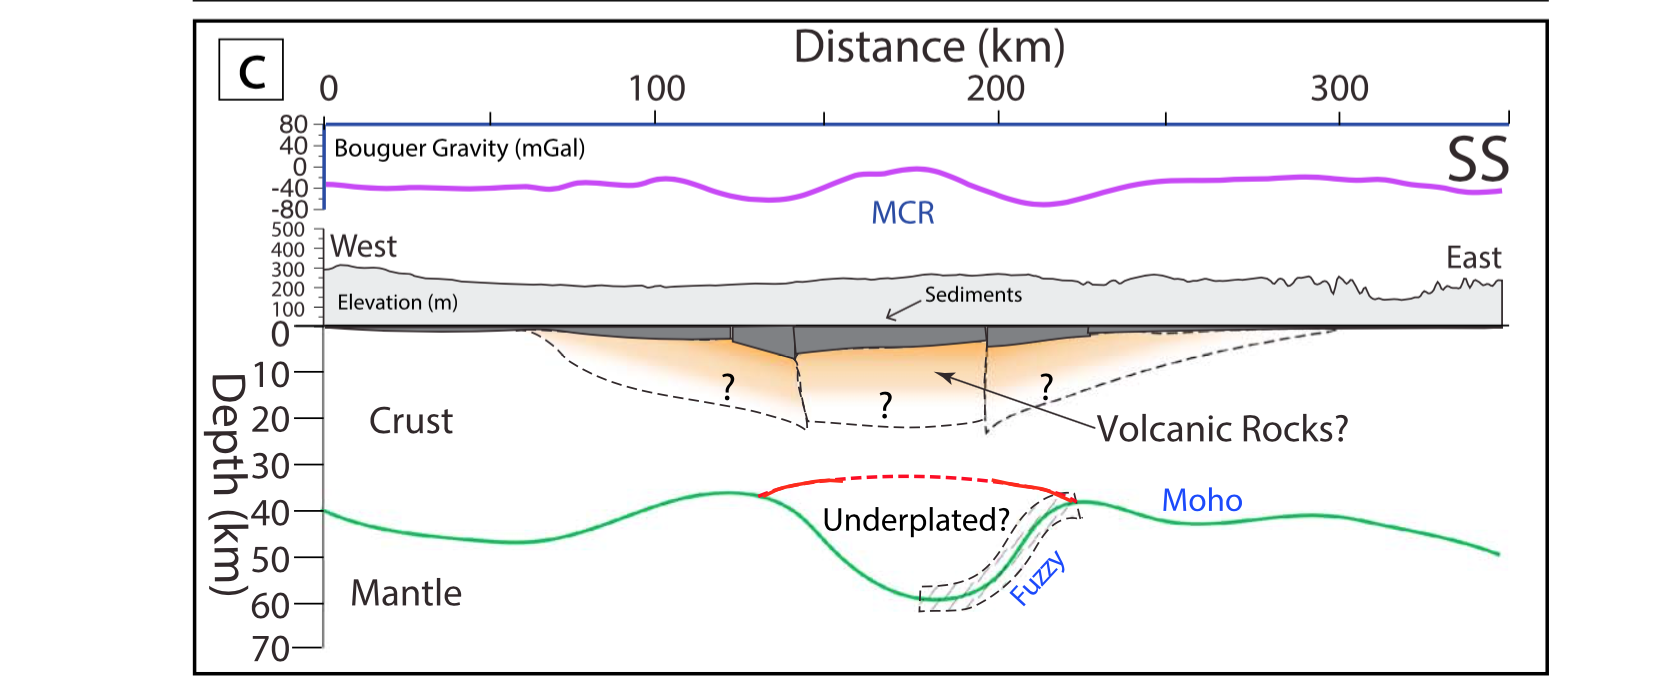 C
Distance (km)
0 100 200 300
80
40
0
-40
-80
Bouguer Gravity (mGal)
SS
MCR
500
400
300
200
100
West
East
Elevation (m)
Sediments
0
10
20
30
40
50
60
70
Depth (km)
? ? ?
Crust
Volcanic Rocks?
Moho
Underplated?
Fuzzy
Mantle